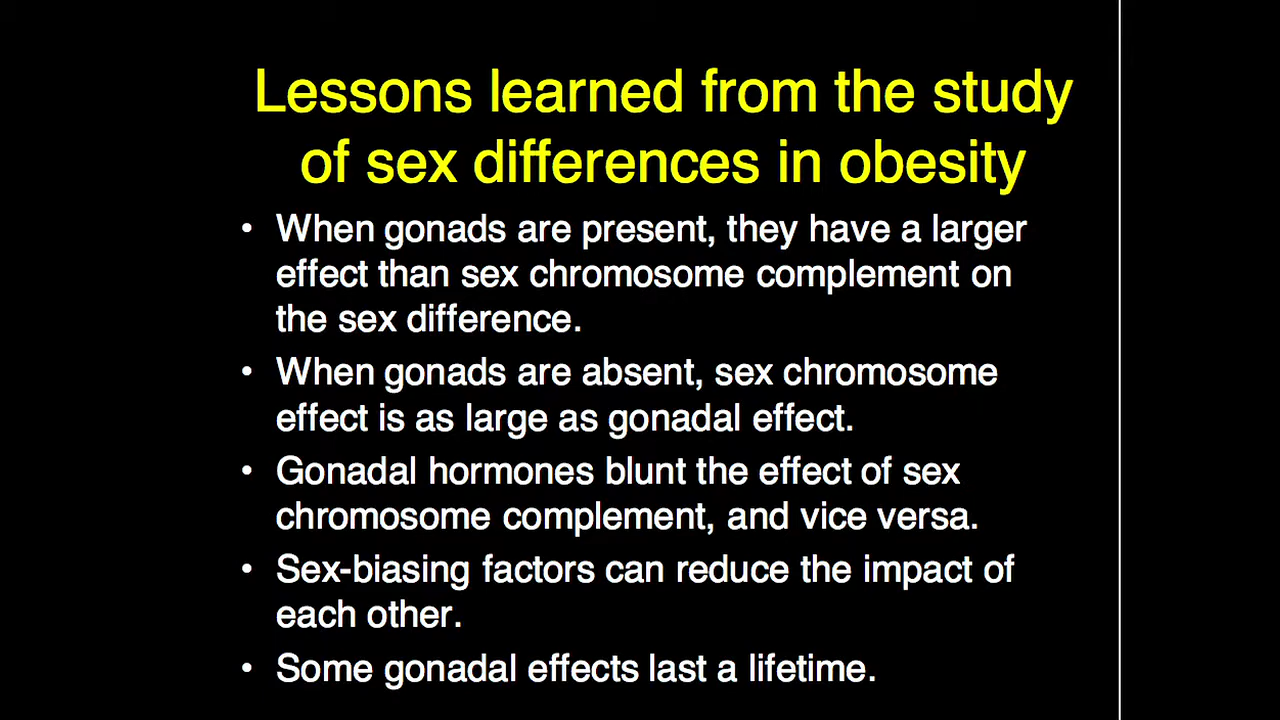 Lessons learned from the study
of sex differences in obesity
• When gonads are present, they have a larger
effect than sex chromosome complement on
the sex difference.
• When gonads are absent, sex chromosome
effect is as large as gonadal effect.
• Gonadal hormones blunt the effect of sex
chromosome complement, and vice versa.
• Sex-biasing factors can reduce the impact of
each other.
• Some gonadal effects last a lifetime.